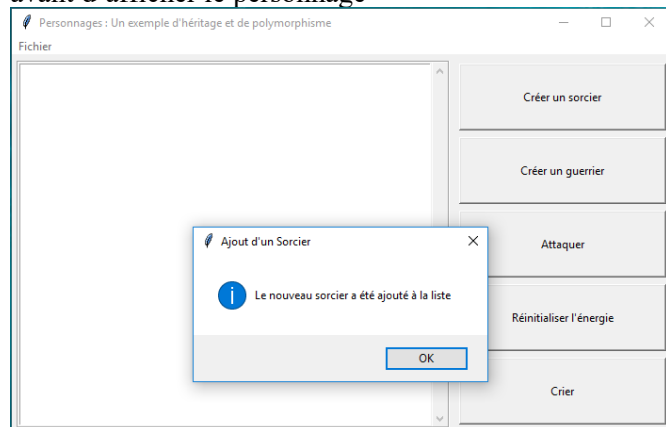 avant d'afficher le personnage
Personnages : Un exemple d'héritage et de polymorphisme
Fichier
Créer un sorcier
Créer un guerrier
Ajout d'un Sorcier
Attaquer
Le nouveau sorcier a été ajouté à la liste
Réinitialiser l'énergie
OK
Crier